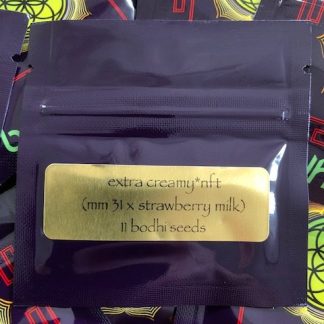 extra creamy*nft
(mm 31 x strawberry milk)
11 bodhi seeds